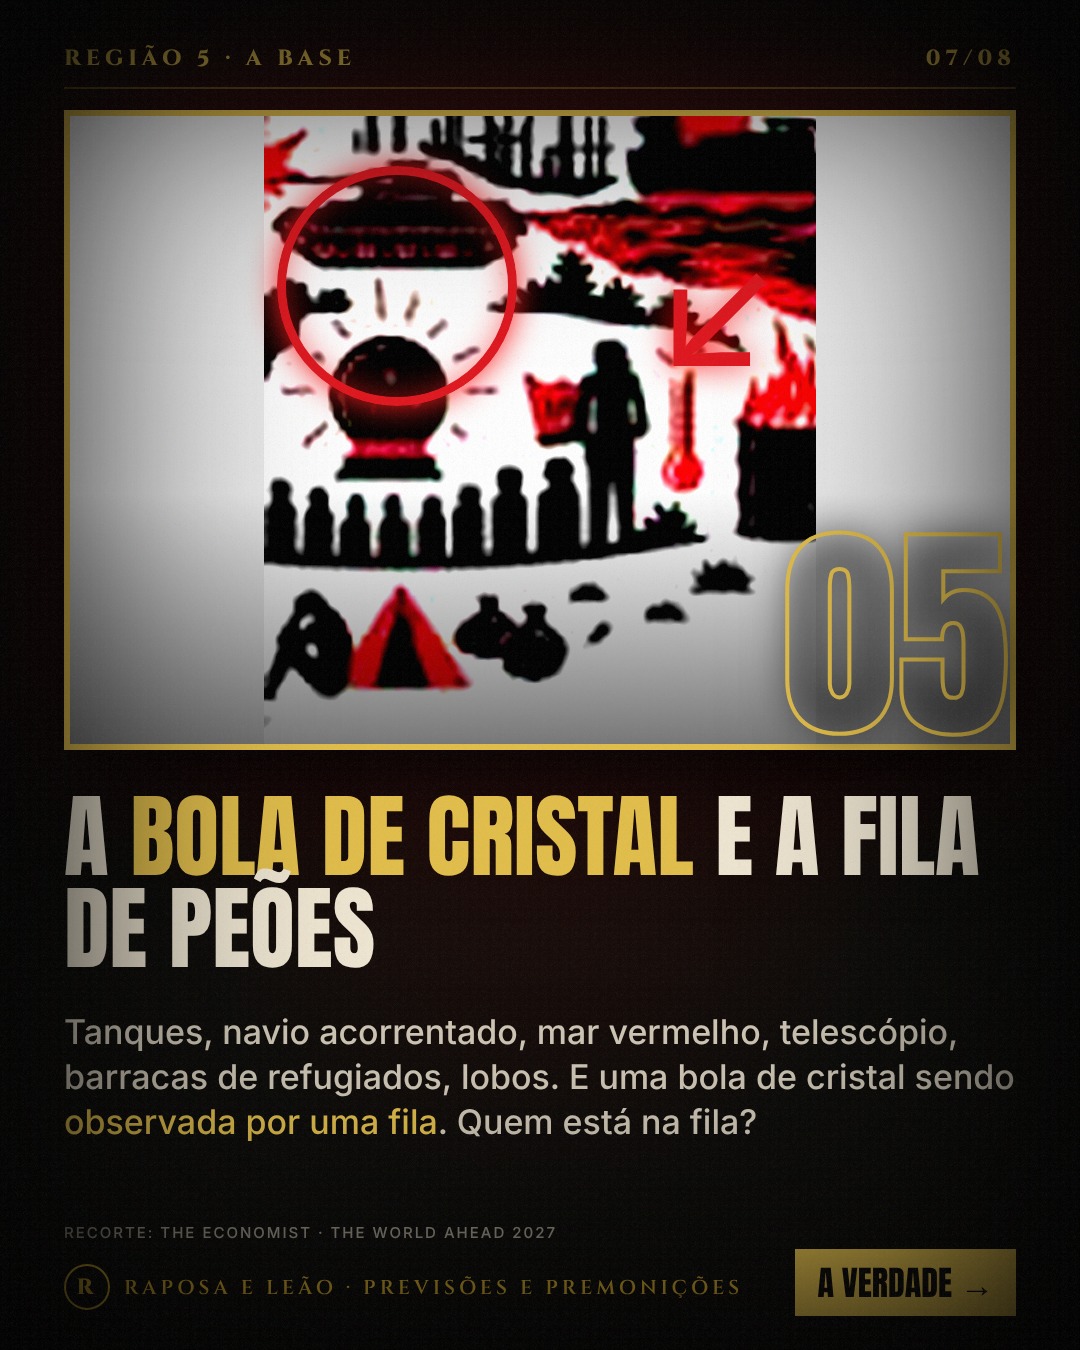 REGIÃO 5 · A BASE
07/08
05
A BOLA DE CRISTAL E A FILA
DE PEÕES
Tanques, navio acorrentado, mar vermelho, telescópio,
barracas de refugiados, lobos. E uma bola de cristal sendo
observada por uma fila. Quem está na fila?
RECORTE: THE ECONOMIST · THE WORLD AHEAD 2027
R RAPOSA E LEÃO · PREVISÕES E PREMONIÇÕES
A VERDADE →